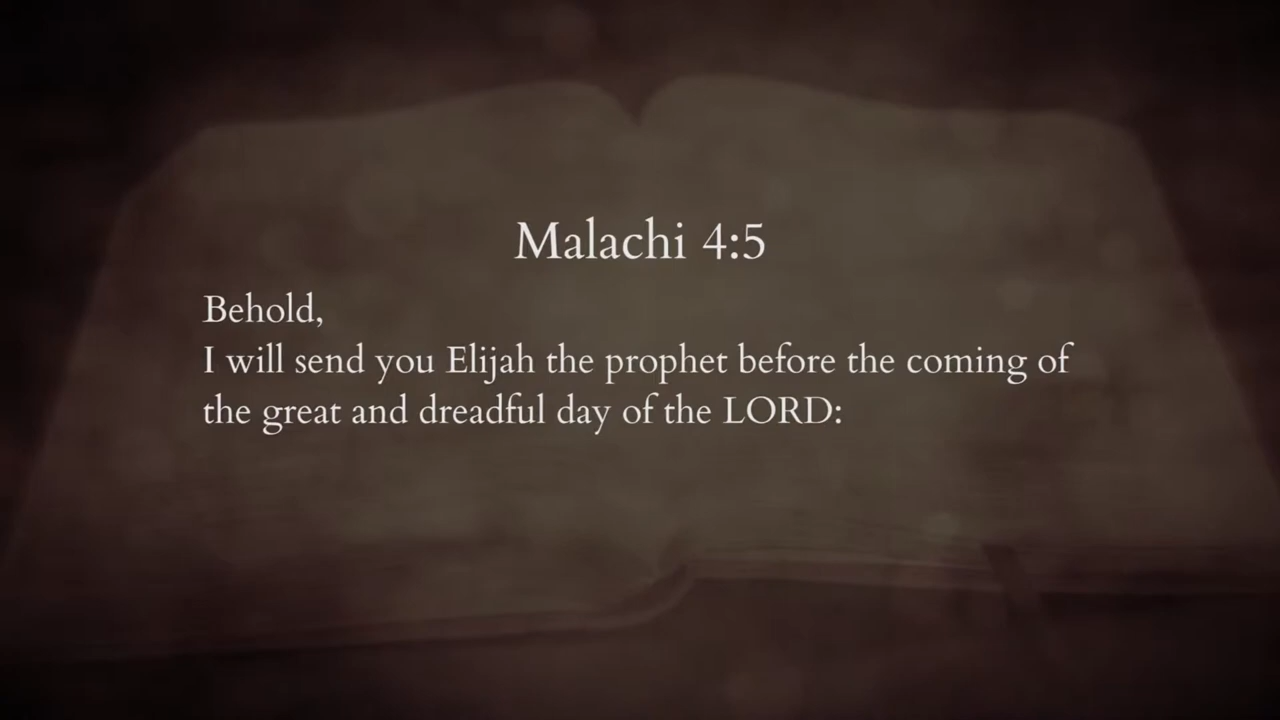 Malachi 4:5
Behold,
I will send you Elijah the prophet before the coming of
the great and dreadful day of the LORD: